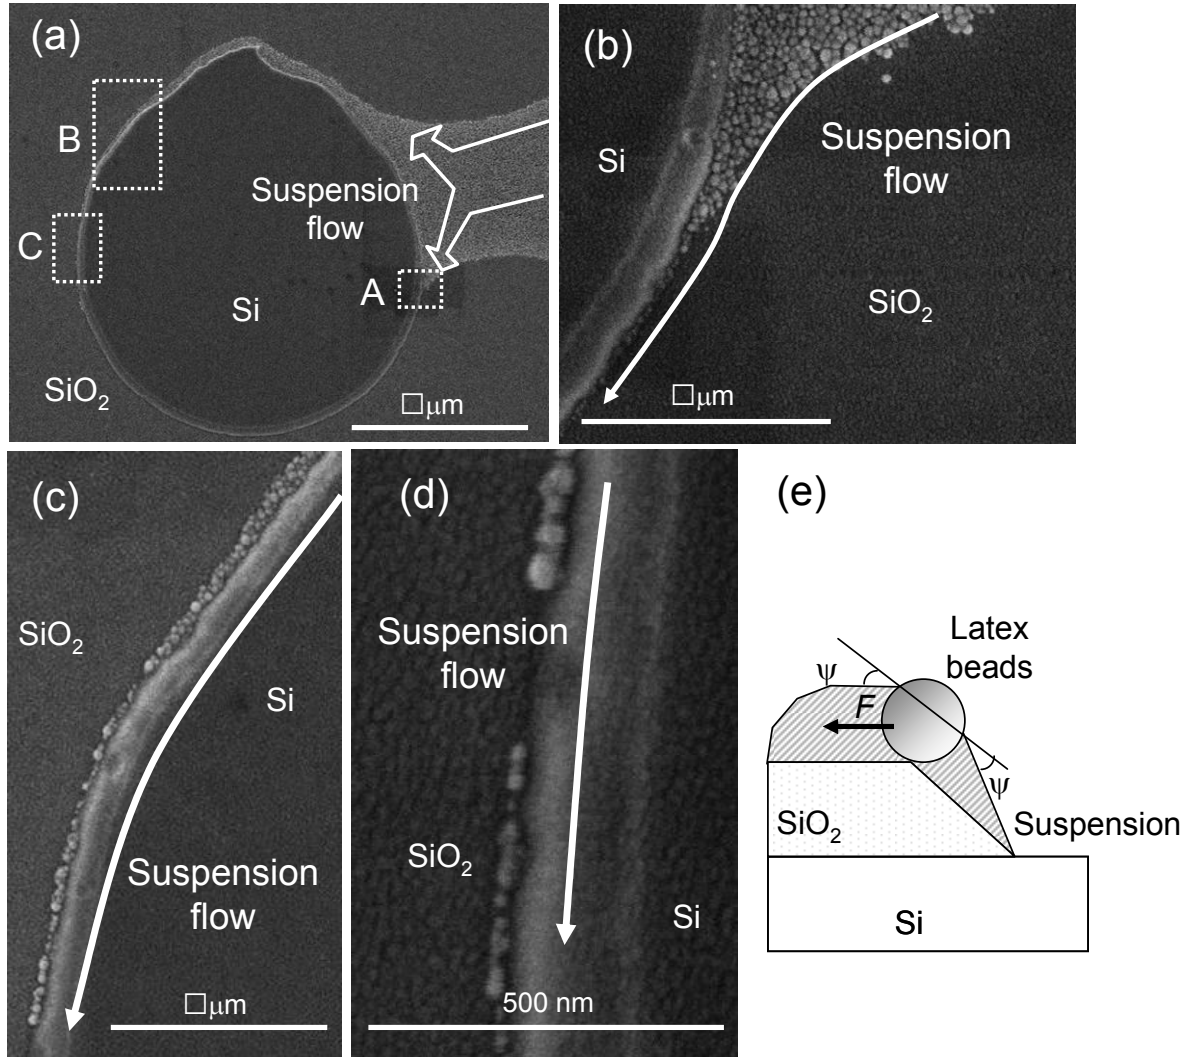 (a)
B
C
Suspension
flow
A
Si
SiO₂
□μm
(b)
Si
Suspension
flow
SiO₂
□μm
(c)
SiO₂
Si
Suspension
flow
□μm
(d)
Suspension
flow
SiO₂
Si
500 nm
(e)
Latex
beads
ψ
F
ψ
SiO₂
Suspension
Si